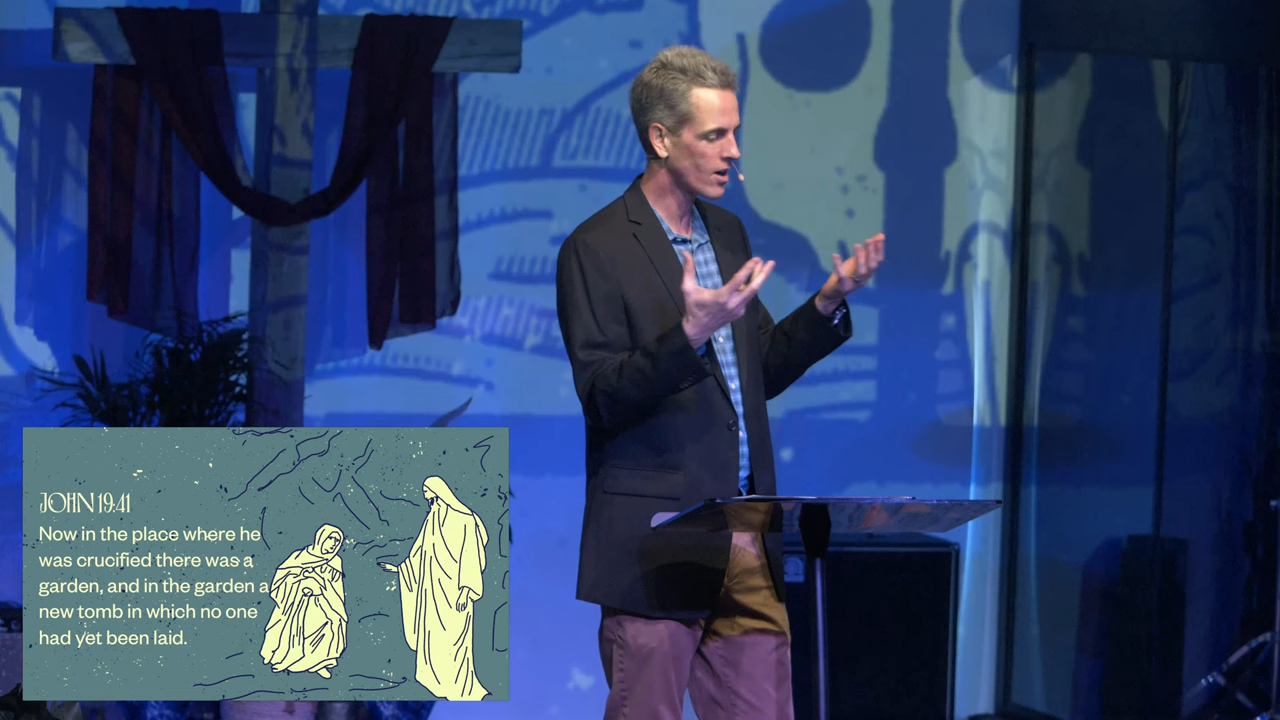 JOHN 19:41
Now in the place where he
was crucified there was a
garden, and in the garden a
new tomb in which no one
had yet been laid.